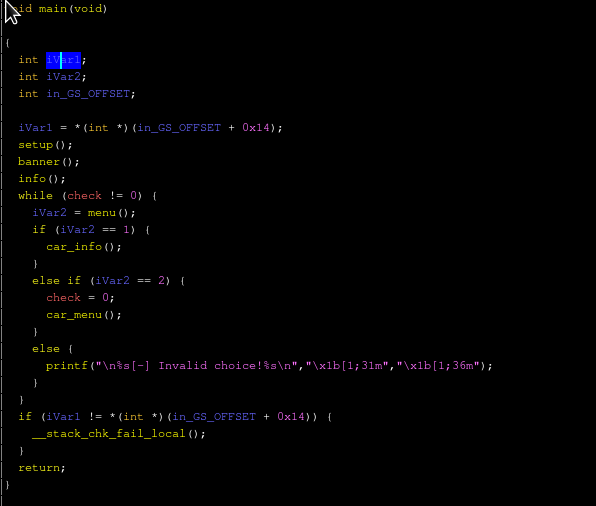 void main(void)
{
int iVar1;
int iVar2;
int in_GS_OFFSET;
iVar1 = *(int *)(in_GS_OFFSET + 0x14);
setup();
banner();
info();
while (check != 0) {
iVar2 = menu();
if (iVar2 == 1) {
car_info();
}
else if (iVar2 == 2) {
check = 0;
car_menu();
}
else {
printf("\n%s[-] Invalid choice!%s\n","\x1b[1;31m","\x1b[1;36m");
}
}
if (iVar1 != *(int *)(in_GS_OFFSET + 0x14)) {
__stack_chk_fail_local();
}
return;
}